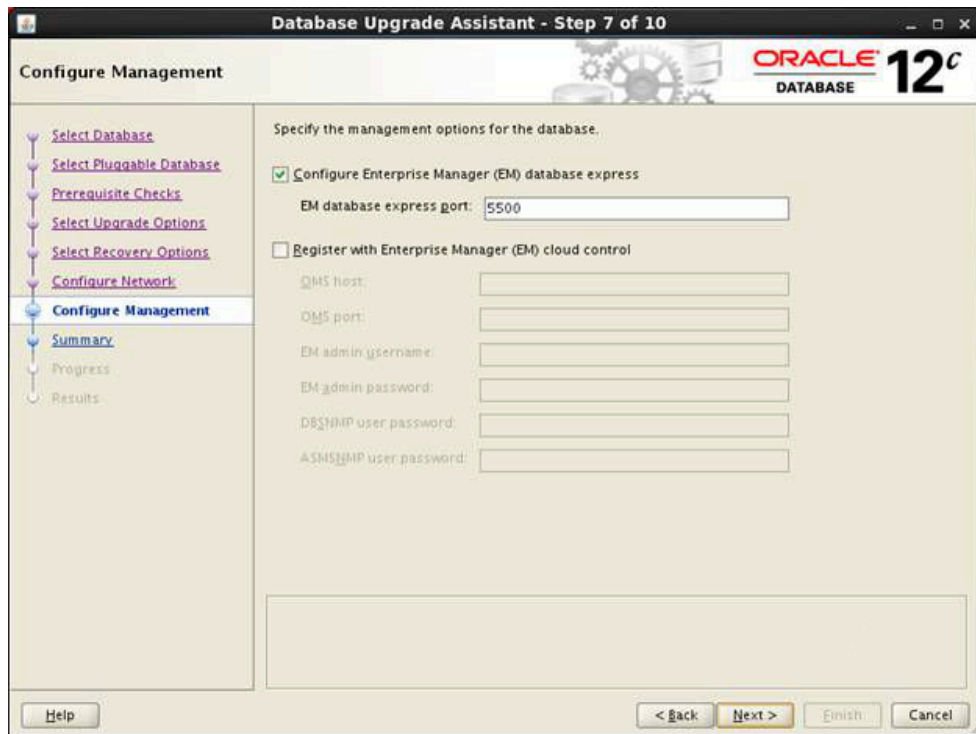 Database Upgrade Assistant - Step 7 of 10
Configure Management
ORACLE 12c
DATABASE
Select Database
Select Pluggable Database
Prerequisite Checks
Select Upgrade Options
Select Recovery Options
Configure Network
Configure Management
Summary
Progress
Results
Specify the management options for the database.
Configure Enterprise Manager (EM) database express
EM database express port: 5500
Register with Enterprise Manager (EM) cloud control
OMS host:
OMS port:
EM admin username:
EM admin password:
DBSNMP user password:
ASMSNMP user password:
Help
< Back Next > Finish Cancel